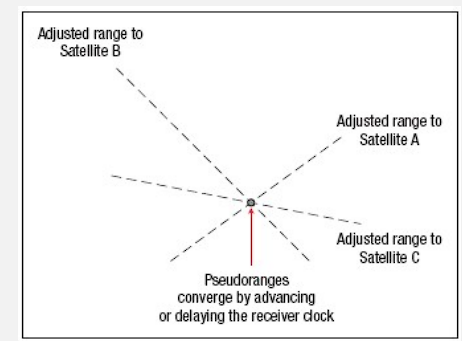 Adjusted range to
Satellite B
Adjusted range to
Satellite A
Adjusted range to
Satellite C
Pseudoranges
converge by advancing
or delaying the receiver clock